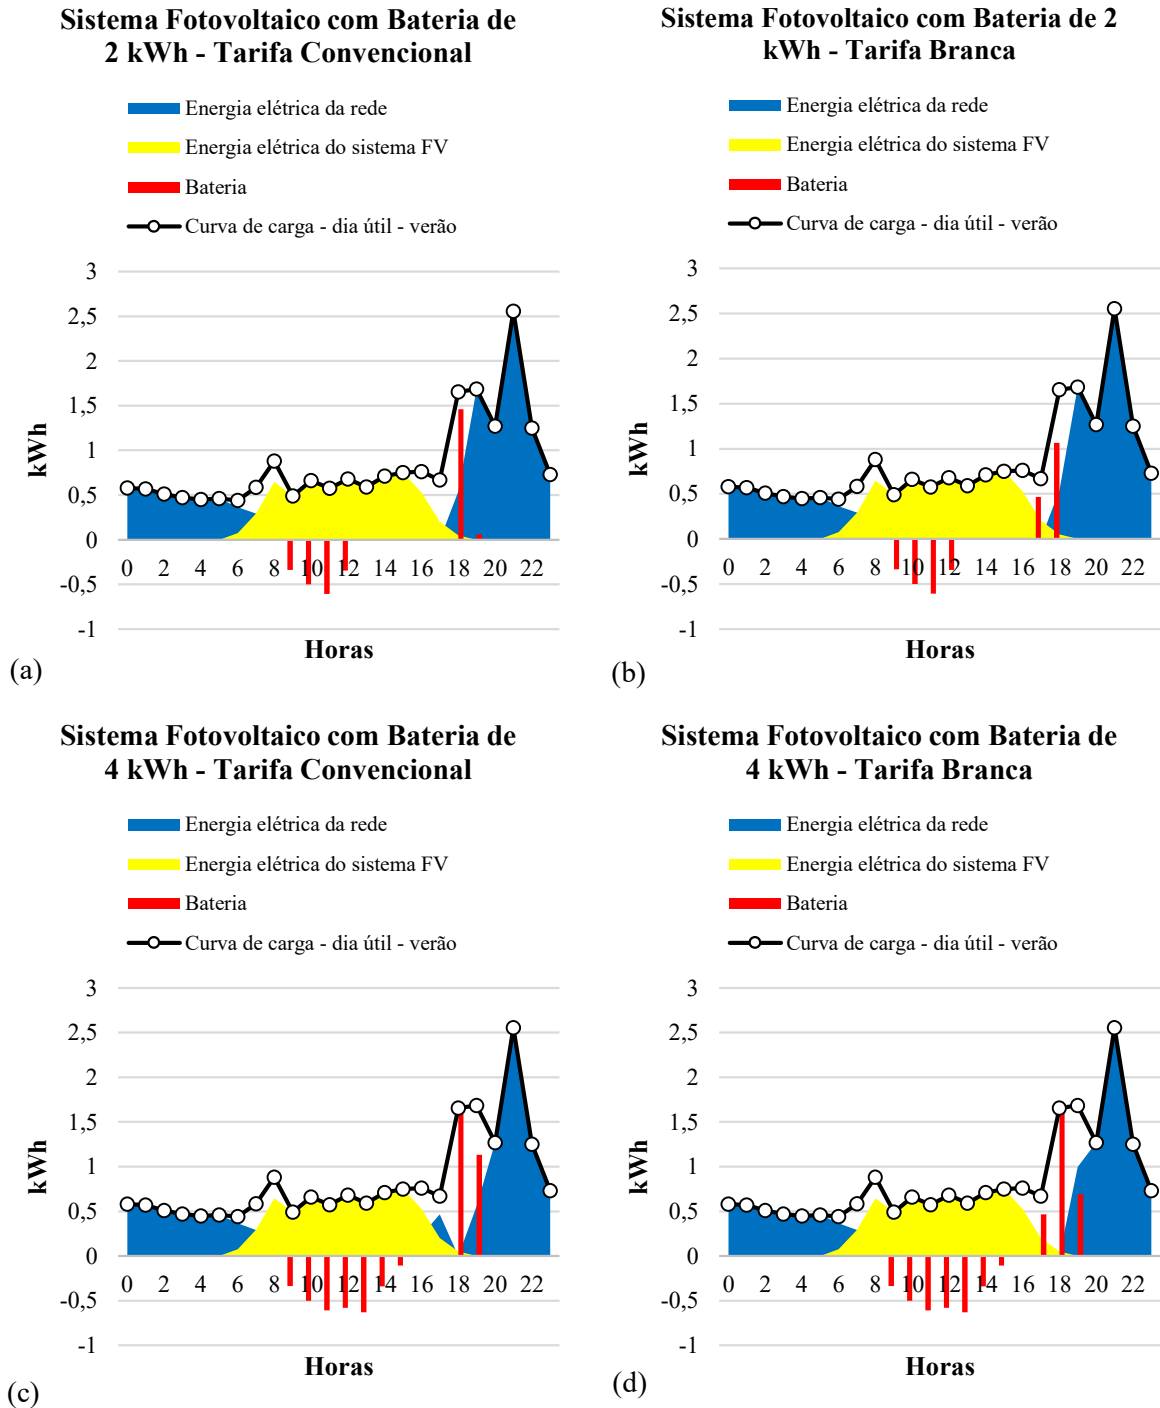 Sistema Fotovoltaico com Bateria de
2 kWh - Tarifa Convencional
Energia elétrica da rede
Energia elétrica do sistema FV
Bateria
Curva de carga - dia útil - verão
3
2,5
2
1,5
1
0,5
0
-0,5
-1
kWh
0 2 4 6 8 10 12 14 16 18 20 22
Horas
(a)
Sistema Fotovoltaico com Bateria de 2
kWh - Tarifa Branca
Energia elétrica da rede
Energia elétrica do sistema FV
Bateria
Curva de carga - dia útil - verão
3
2,5
2
1,5
1
0,5
0
-0,5
-1
kWh
0 2 4 6 8 10 12 14 16 18 20 22
Horas
(b)
Sistema Fotovoltaico com Bateria de
4 kWh - Tarifa Convencional
Energia elétrica da rede
Energia elétrica do sistema FV
Bateria
Curva de carga - dia útil - verão
3
2,5
2
1,5
1
0,5
0
-0,5
-1
kWh
0 2 4 6 8 10 12 14 16 18 20 22
Horas
(c)
Sistema Fotovoltaico com Bateria de
4 kWh - Tarifa Branca
Energia elétrica da rede
Energia elétrica do sistema FV
Bateria
Curva de carga - dia útil - verão
3
2,5
2
1,5
1
0,5
0
-0,5
-1
kWh
0 2 4 6 8 10 12 14 16 18 20 22
Horas
(d)